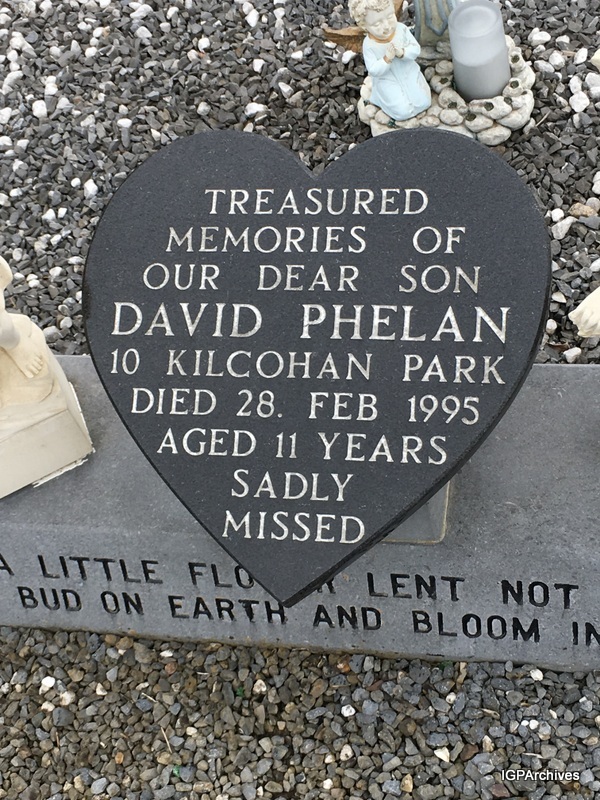 TREASURED
MEMORIES OF
OUR DEAR SON
DAVID PHELAN
10 KILCOHAN PARK
DIED 28. FEB 1995
AGED 11 YEARS
SADLY
MISSED
A LITTLE LENT NOT
BUD ON EARTH AND BLOOM IN
IGPArchives